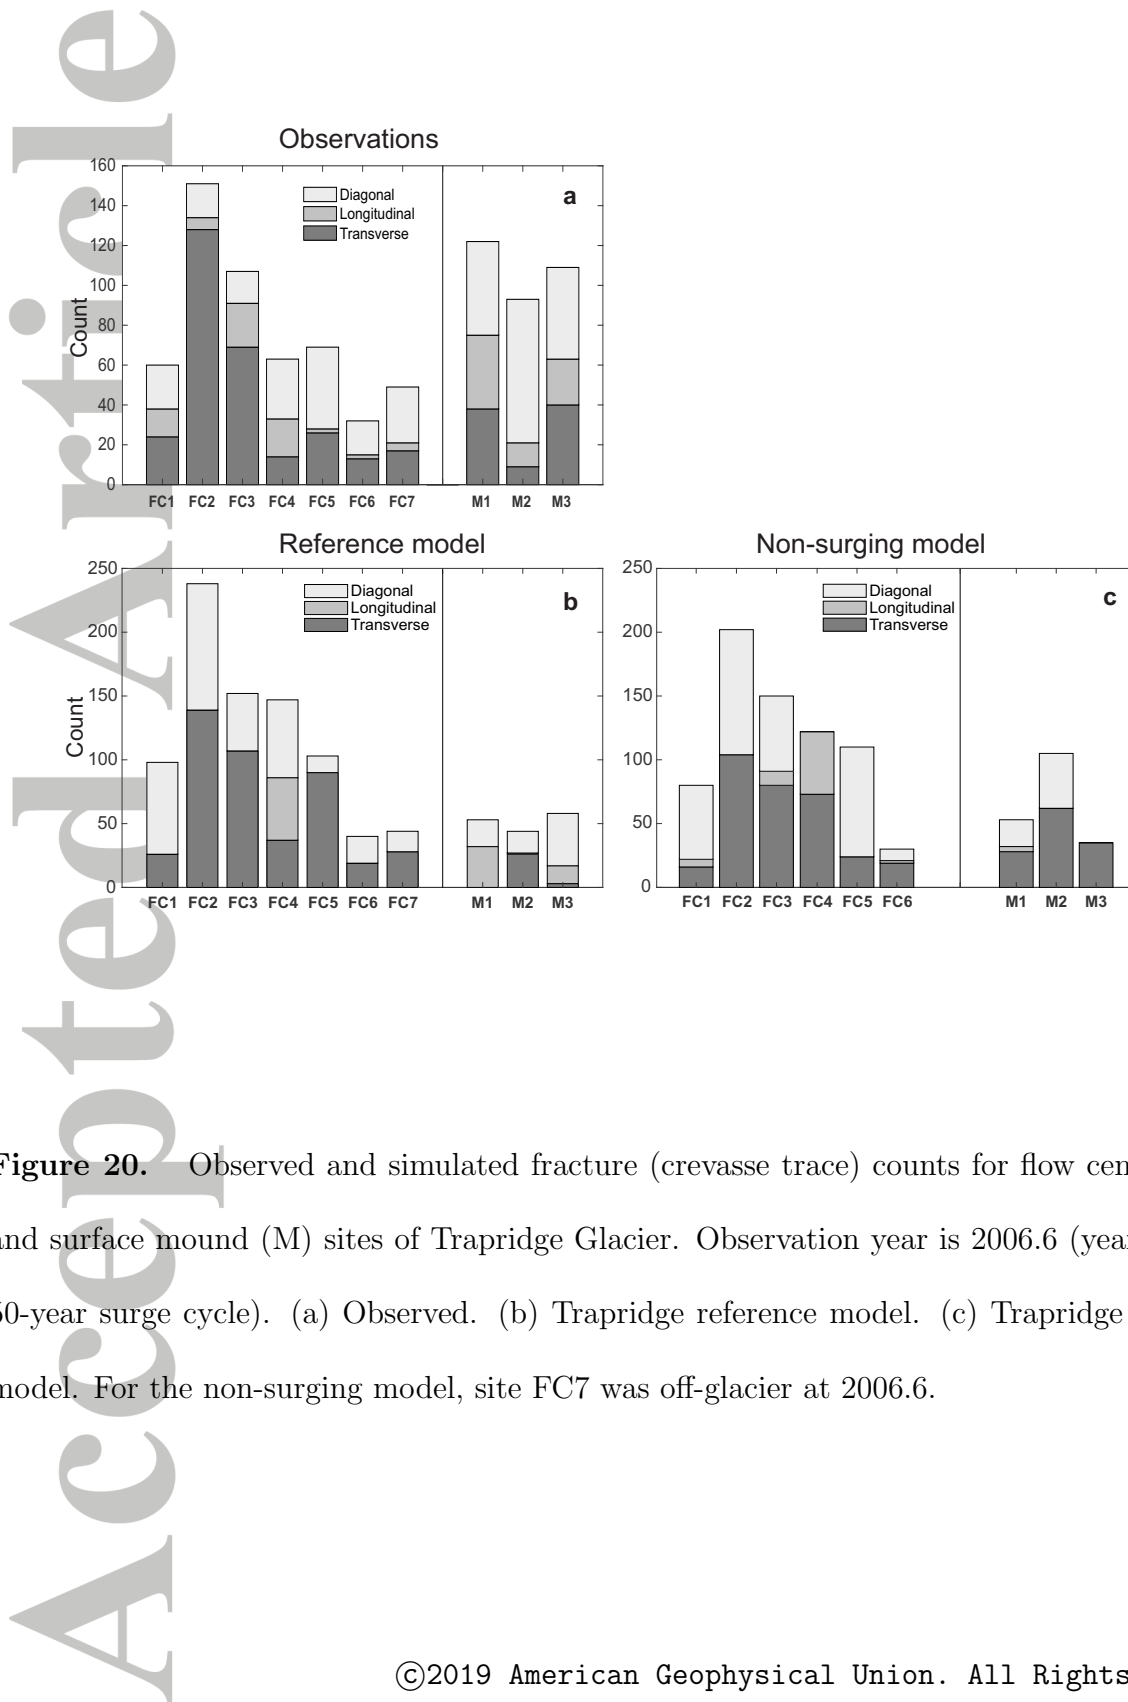 Accepted Article
Observations
160
140
120
100
80
60
40
20
0
Count
Diagonal
Longitudinal
Transverse
a
FC1 FC2 FC3 FC4 FC5 FC6 FC7 M1 M2 M3
Reference model
250
200
150
100
50
0
Count
Diagonal
Longitudinal
Transverse
b
FC1 FC2 FC3 FC4 FC5 FC6 FC7 M1 M2 M3
Non-surging model
250
200
150
100
50
0
Diagonal
Longitudinal
Transverse
c
FC1 FC2 FC3 FC4 FC5 FC6 M1 M2 M3
Figure 20. Observed and simulated fracture (crevasse trace) counts for flow cen
and surface mound (M) sites of Trapridge Glacier. Observation year is 2006.6 (year
50-year surge cycle). (a) Observed. (b) Trapridge reference model. (c) Trapridge
model. For the non-surging model, site FC7 was off-glacier at 2006.6.
©2019 American Geophysical Union. All Rights